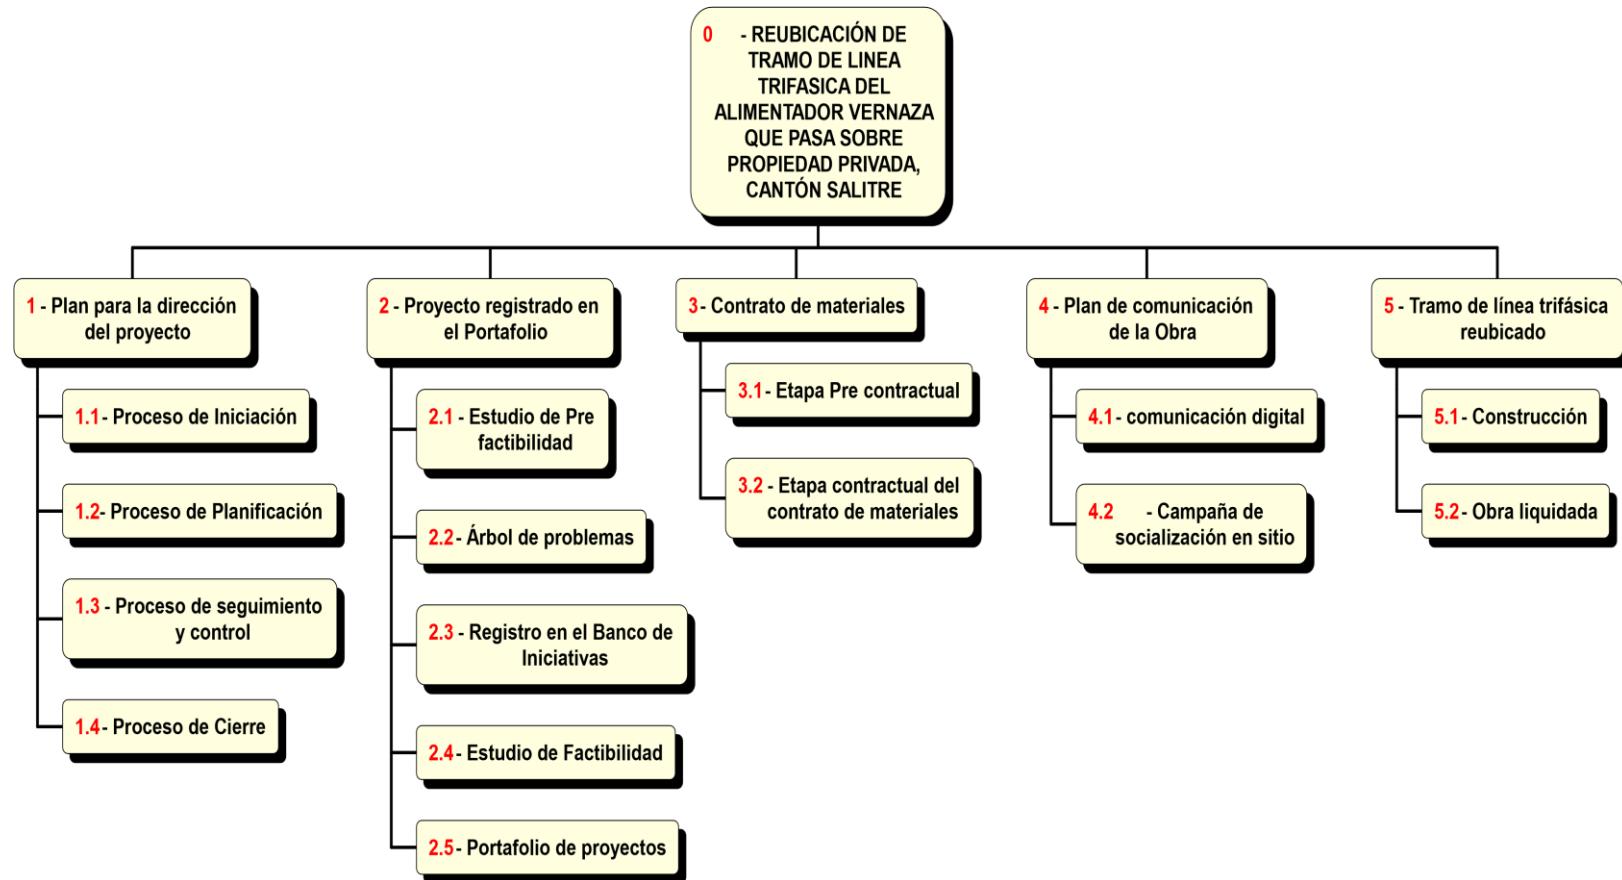 0 - REUBICACIÓN DE
TRAMO DE LINEA
TRIFASICA DEL
ALIMENTADOR VERNAZA
QUE PASA SOBRE
PROPIEDAD PRIVADA,
CANTÓN SALITRE
1 - Plan para la dirección
del proyecto
1.1 - Proceso de Iniciación
1.2- Proceso de Planificación
1.3 - Proceso de seguimiento
y control
1.4- Proceso de Cierre
2 - Proyecto registrado en
el Portafolio
2.1 - Estudio de Pre
factibilidad
2.2 - Árbol de problemas
2.3 - Registro en el Banco de
Iniciativas
2.4- Estudio de Factibilidad
2.5- Portafolio de proyectos
3- Contrato de materiales
3.1- Etapa Pre contractual
3.2 - Etapa contractual del
contrato de materiales
4 - Plan de comunicación
de la Obra
4.1- comunicación digital
4.2 - Campaña de
socialización en sitio
5 - Tramo de línea trifásica
reubicado
5.1- Construcción
5.2- Obra liquidada